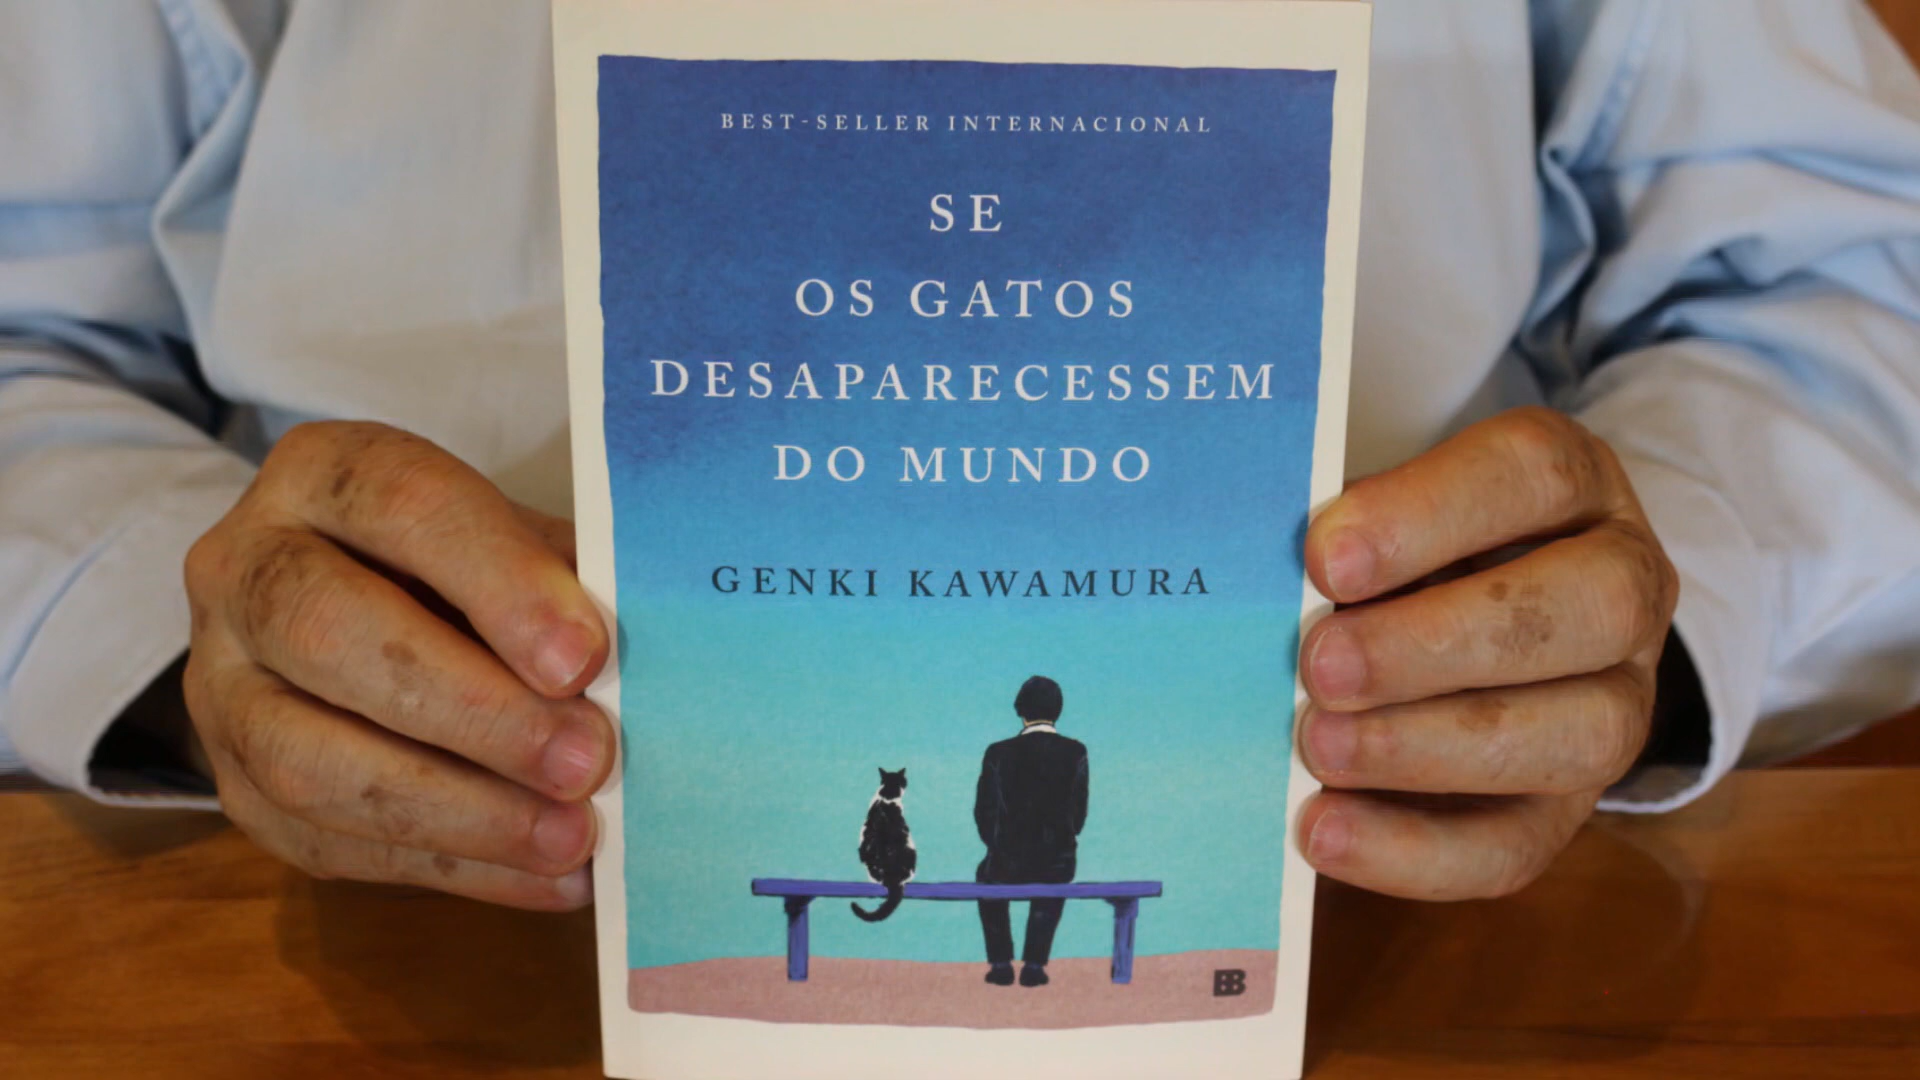 BEST-SELLER INTERNACIONAL
SE
OS GATOS
DESAPARECESSEM
DO MUNDO
GENKI KAWAMURA